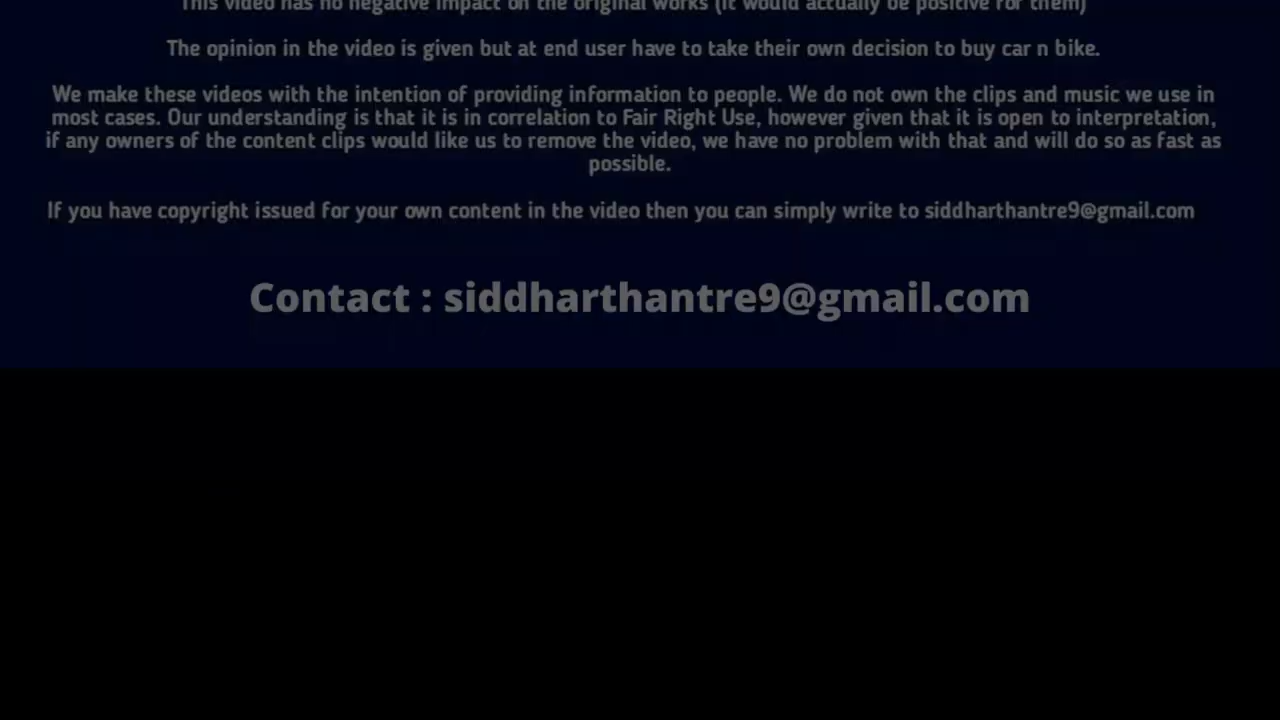 This video has no negative impact on the original works (It would actually be positive for them)
The opinion in the video is given but at end user have to take their own decision to buy car n bike.
We make these videos with the intention of providing information to people. We do not own the clips and music we use in
most cases. Our understanding is that it is in correlation to Fair Right Use, however given that it is open to interpretation,
if any owners of the content clips would like us to remove the video, we have no problem with that and will do so as fast as
possible.
If you have copyright issued for your own content in the video then you can simply write to siddharthantre9@gmail.com
Contact : siddharthantre9@gmail.com